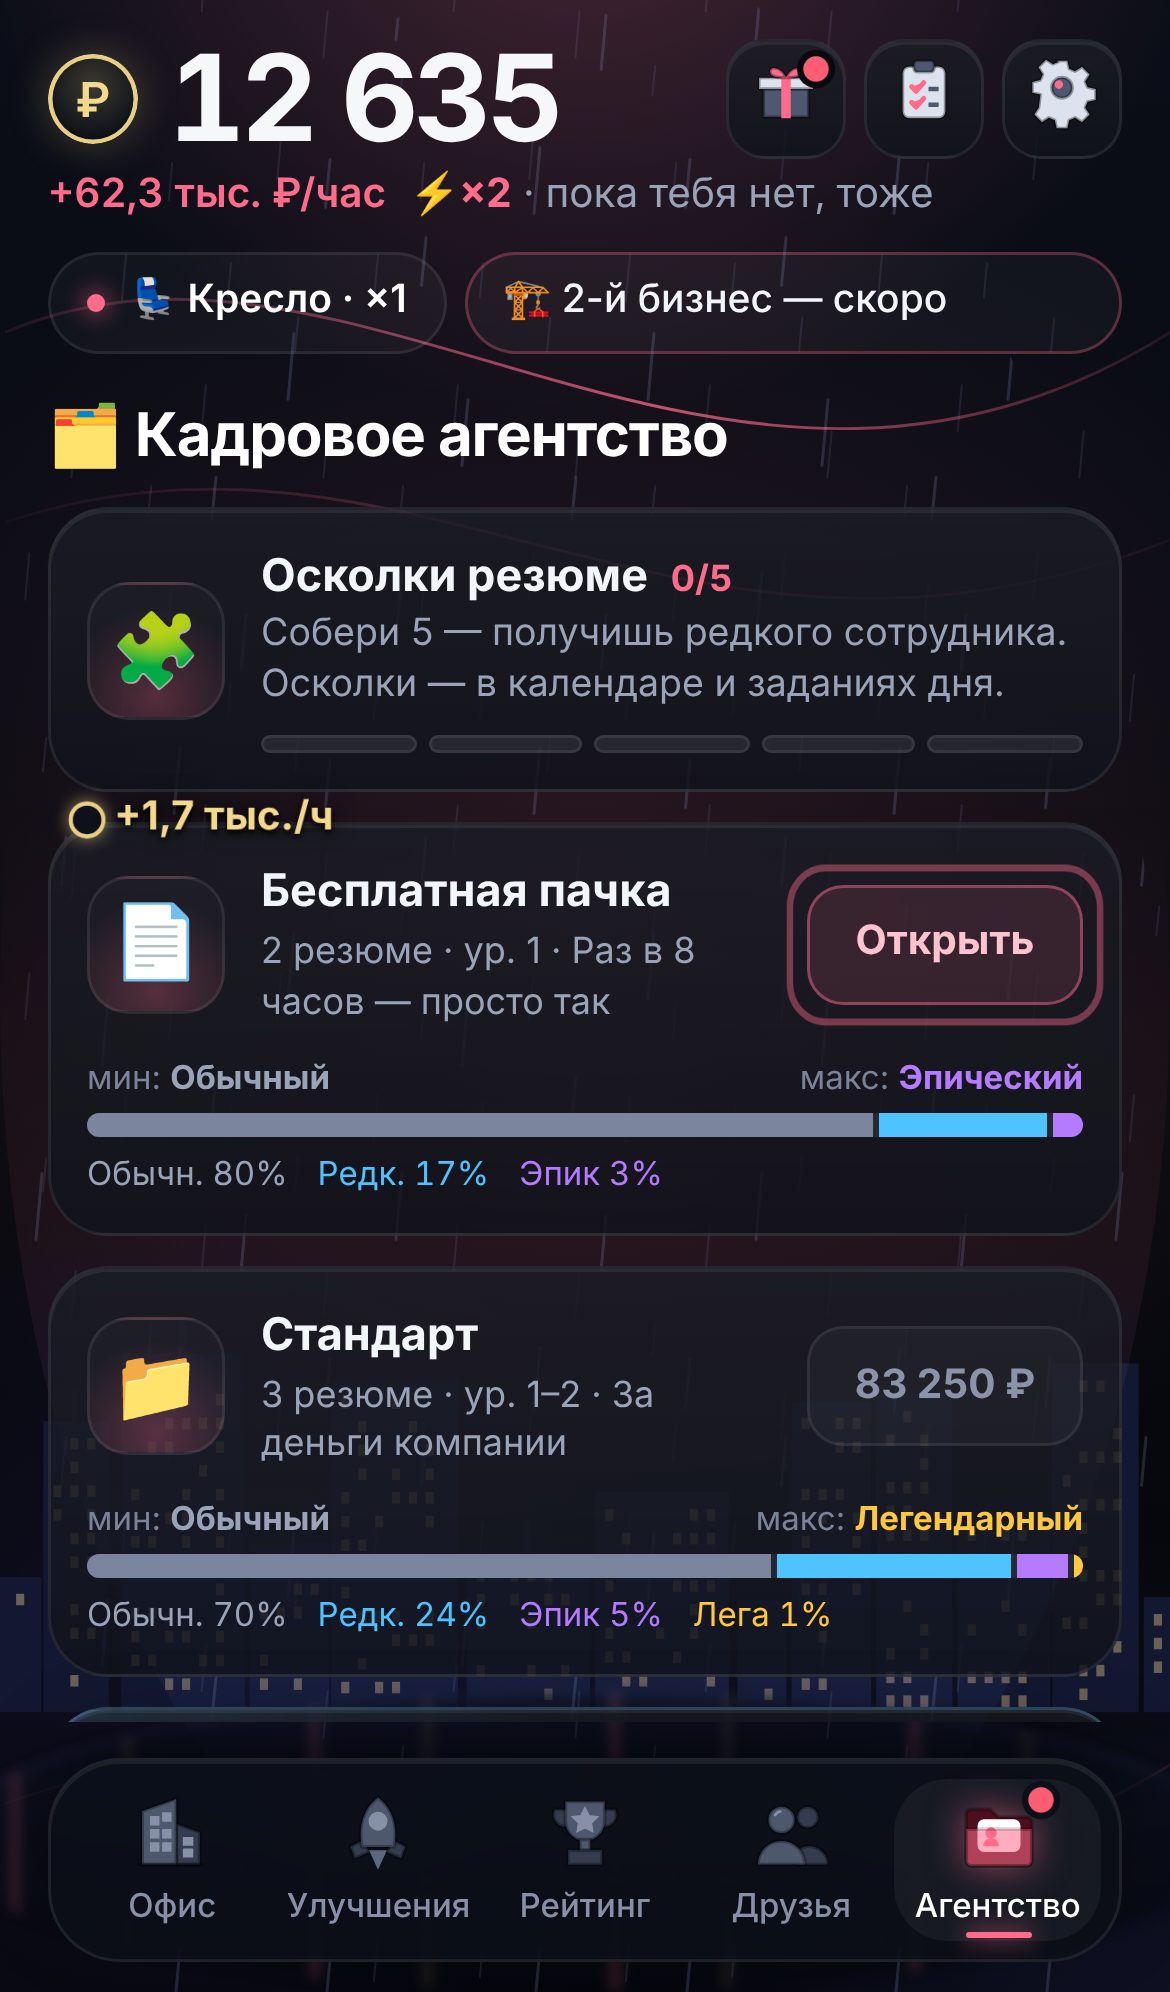 ₽ 12 635
+62,3 тыс. ₽/час ⚡×2 · пока тебя нет, тоже
Кресло · ×1
2-й бизнес — скоро
Кадровое агентство
Осколки резюме 0/5
Собери 5 — получишь редкого сотрудника.
Осколки — в календаре и заданиях дня.
+1,7 тыс./ч
Бесплатная пачка
2 резюме · ур. 1 · Раз в 8
часов — просто так
Открыть
мин: Обычный макс: Эпический
Обычн. 80% Редк. 17% Эпик 3%
Стандарт
3 резюме · ур. 1–2 · За
деньги компании
83 250 ₽
мин: Обычный макс: Легендарный
Обычн. 70% Редк. 24% Эпик 5% Лега 1%
Офис Улучшения Рейтинг Друзья Агентство